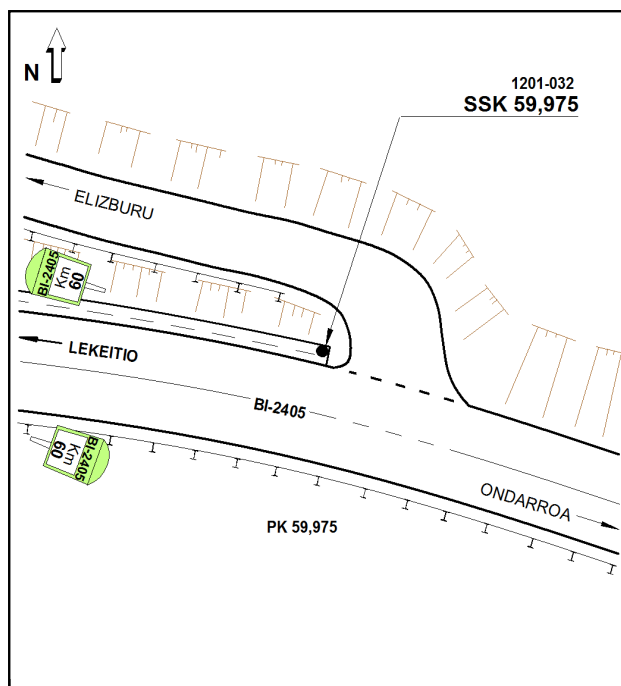 N
1201-032
SSK 59,975
ELIZBURU
BI-2405
Km
60
LEKEITIO
BI-2405
BI-2405
Km
60
ONDARROA
PK 59,975